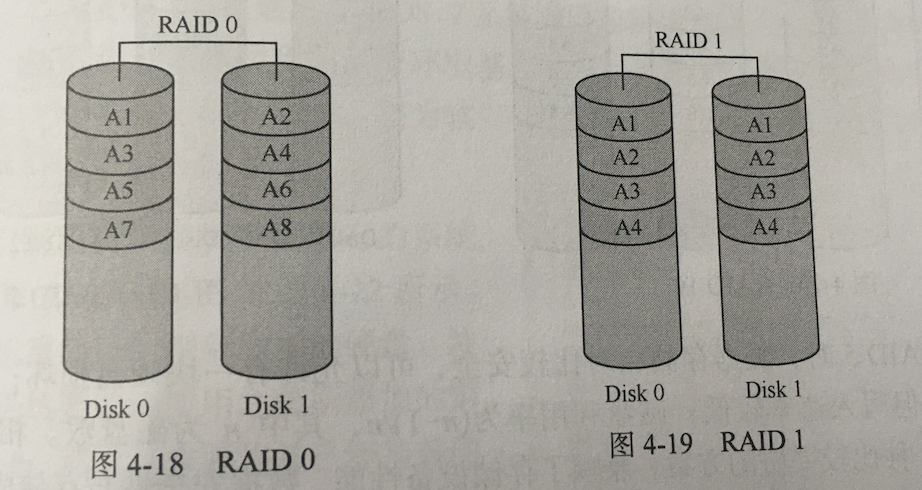 RAID 0
A1
A3
A5
A7
A2
A4
A6
A8
Disk 0
Disk 1
图 4-18 RAID 0
RAID 1
A1
A2
A3
A4
A1
A2
A3
A4
Disk 0
Disk 1
图 4-19 RAID 1